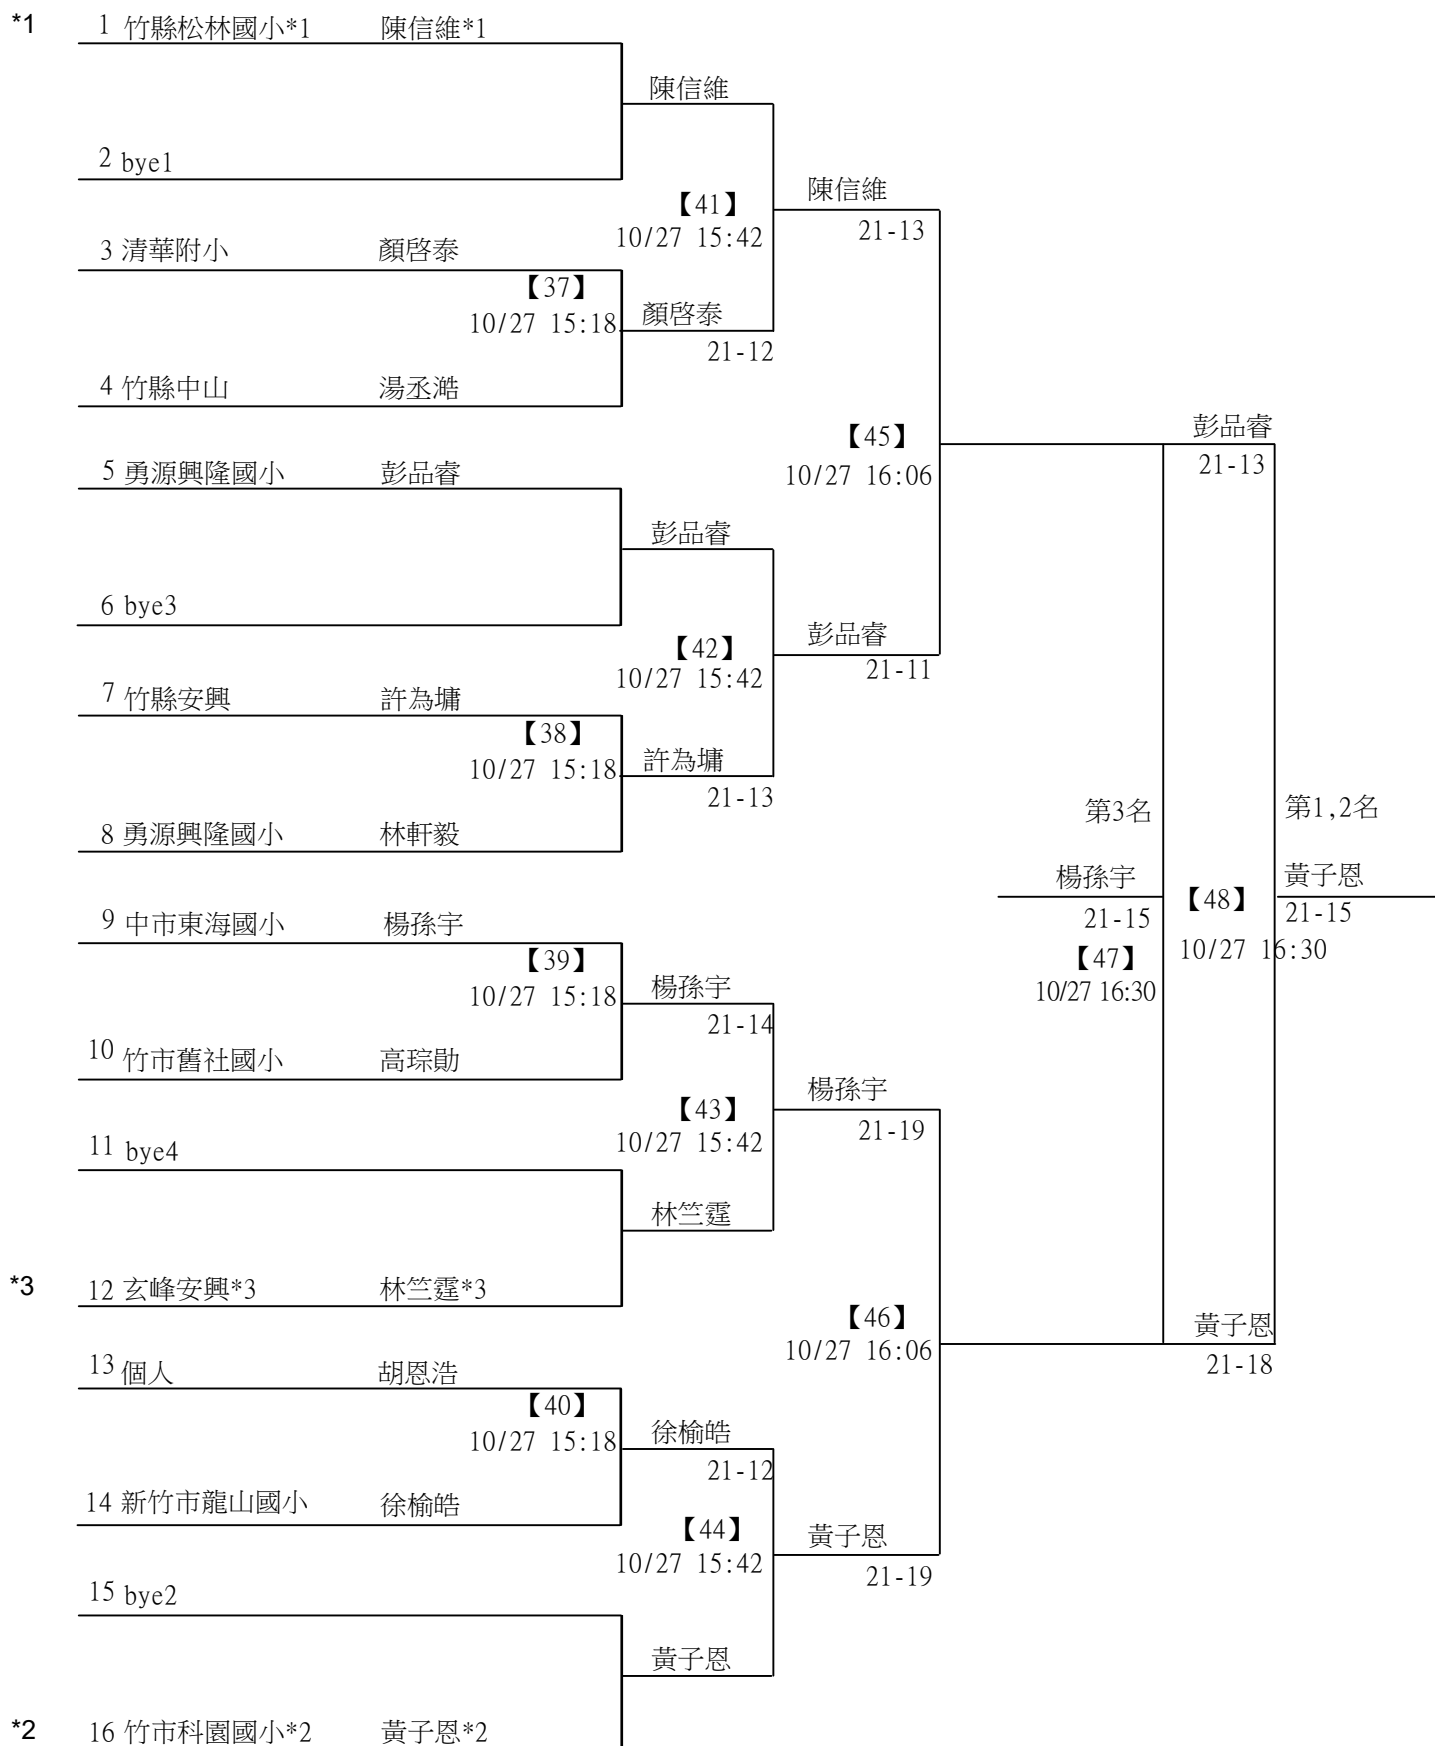 *1 1 竹縣松林國小*1 陳信維*1
陳信維
2 bye1
陳信維
【41】
21-13
10/27 15:42
3 清華附小 顏啓泰
【37】
顏啓泰
10/27 15:18
21-12
4 竹縣中山 湯丞澔
彭品睿
【45】
21-13
5 勇源興隆國小 彭品睿
10/27 16:06
彭品睿
6 bye3
彭品睿
【42】
21-11
10/27 15:42
7 竹縣安興 許為墉
【38】
許為墉
10/27 15:18
21-13
第3名 第1,2名
8 勇源興隆國小 林軒毅
楊孫宇 黃子恩
【48】
21-15 21-15
9 中市東海國小 楊孫宇
【39】
【47】
10/27 16:30
楊孫宇
10/27 15:18
10/27 16:30
21-14
10 竹市舊社國小 高琮勛
楊孫宇
【43】
21-19
10/27 15:42
11 bye4
林竺霆
*3 12 玄峰安興*3 林竺霆*3
【46】
黃子恩
10/27 16:06
21-18
13 個人 胡恩浩
【40】
徐榆皓
10/27 15:18
21-12
14 新竹市龍山國小 徐榆皓
【44】
黃子恩
10/27 15:42
21-19
15 bye2
黃子恩
*2 16 竹市科園國小*2 黃子恩*2